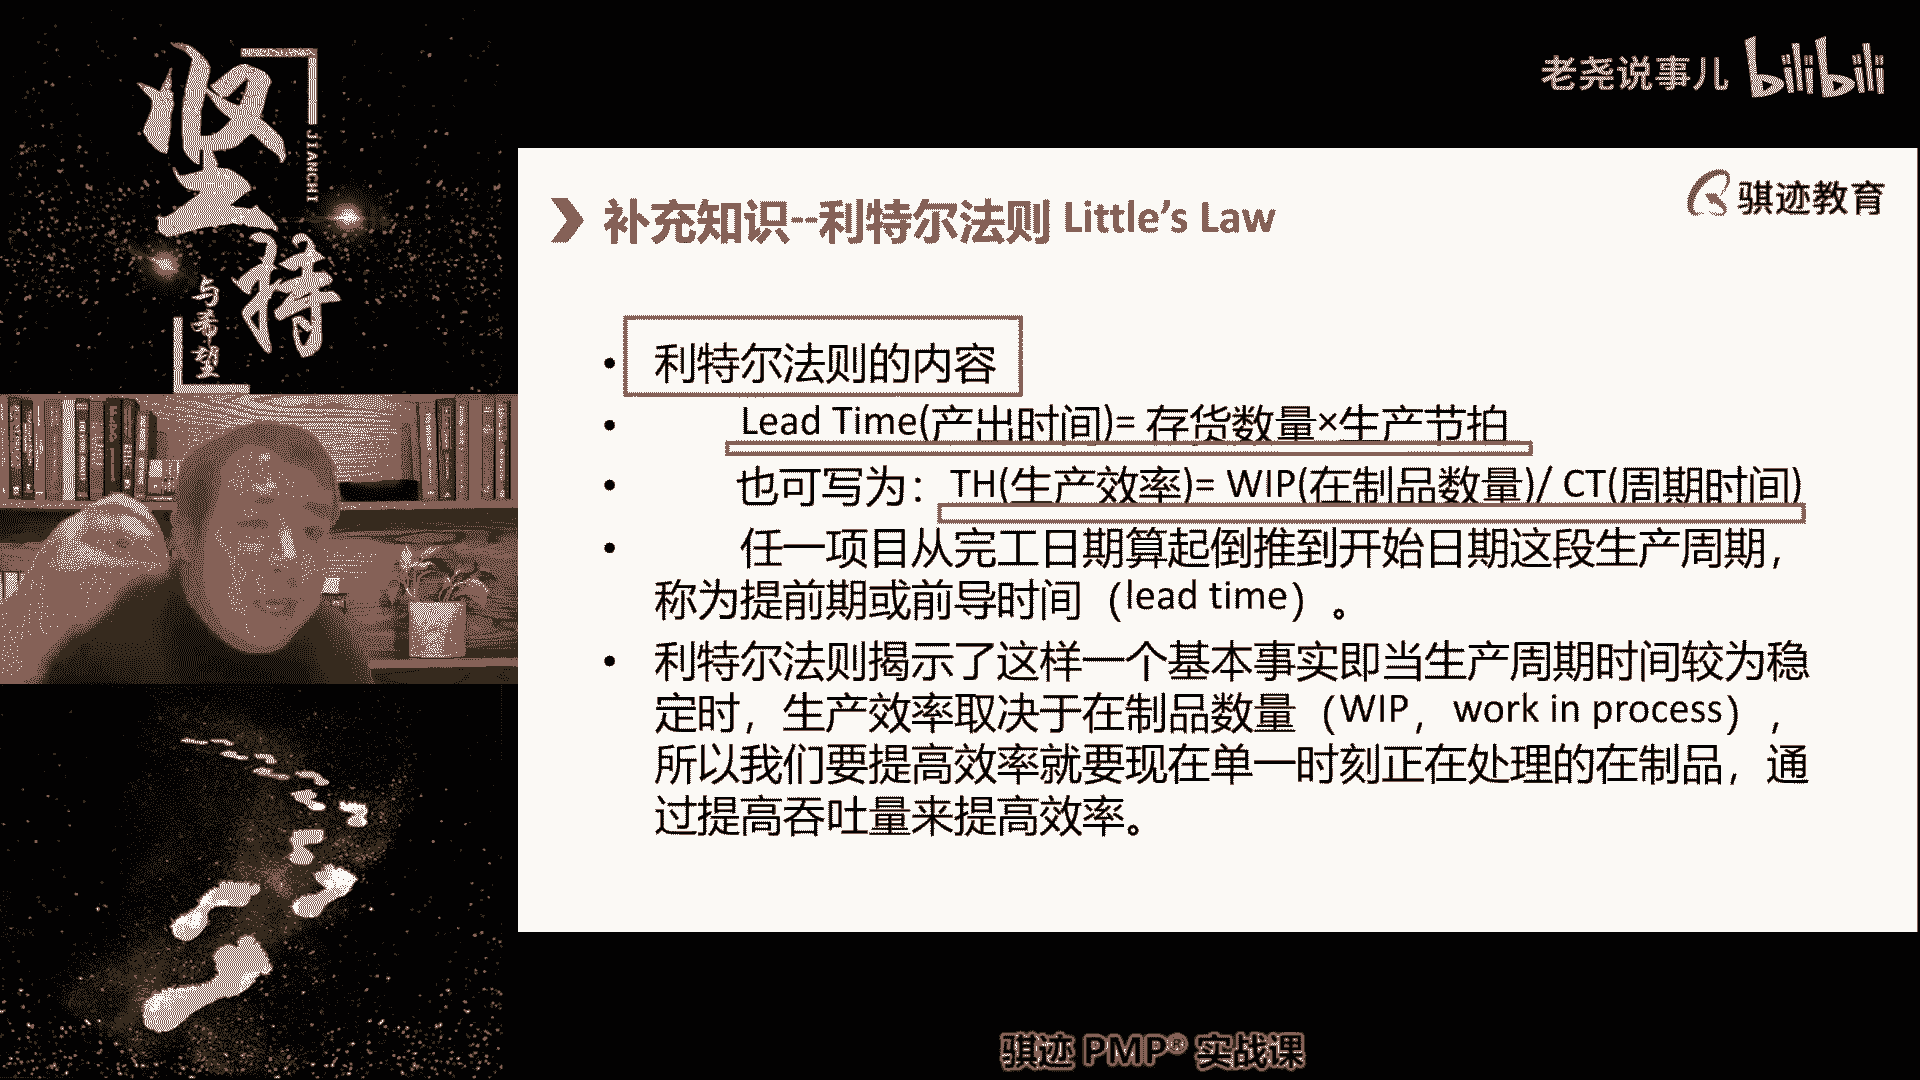 坚
持
JIANCHI
与希望
老尧说事儿 bilibili
骐迹教育
补充知识--利特尔法则 Little's Law
• 利特尔法则的内容
• Lead Time(产出时间)= 存货数量×生产节拍
• 也可写为：TH(生产效率)= WIP(在制品数量)/ CT(周期时间)
• 任一项目从完工日期算起倒推到开始日期这段生产周期，
称为提前期或前导时间（lead time）。
• 利特尔法则揭示了这样一个基本事实即当生产周期时间较为稳
定时，生产效率取决于在制品数量（WIP，work in process），
所以我们要提高效率就要现在单一时刻正在处理的在制品，通
过提高吞吐量来提高效率。
骐迹 PMP® 实战课